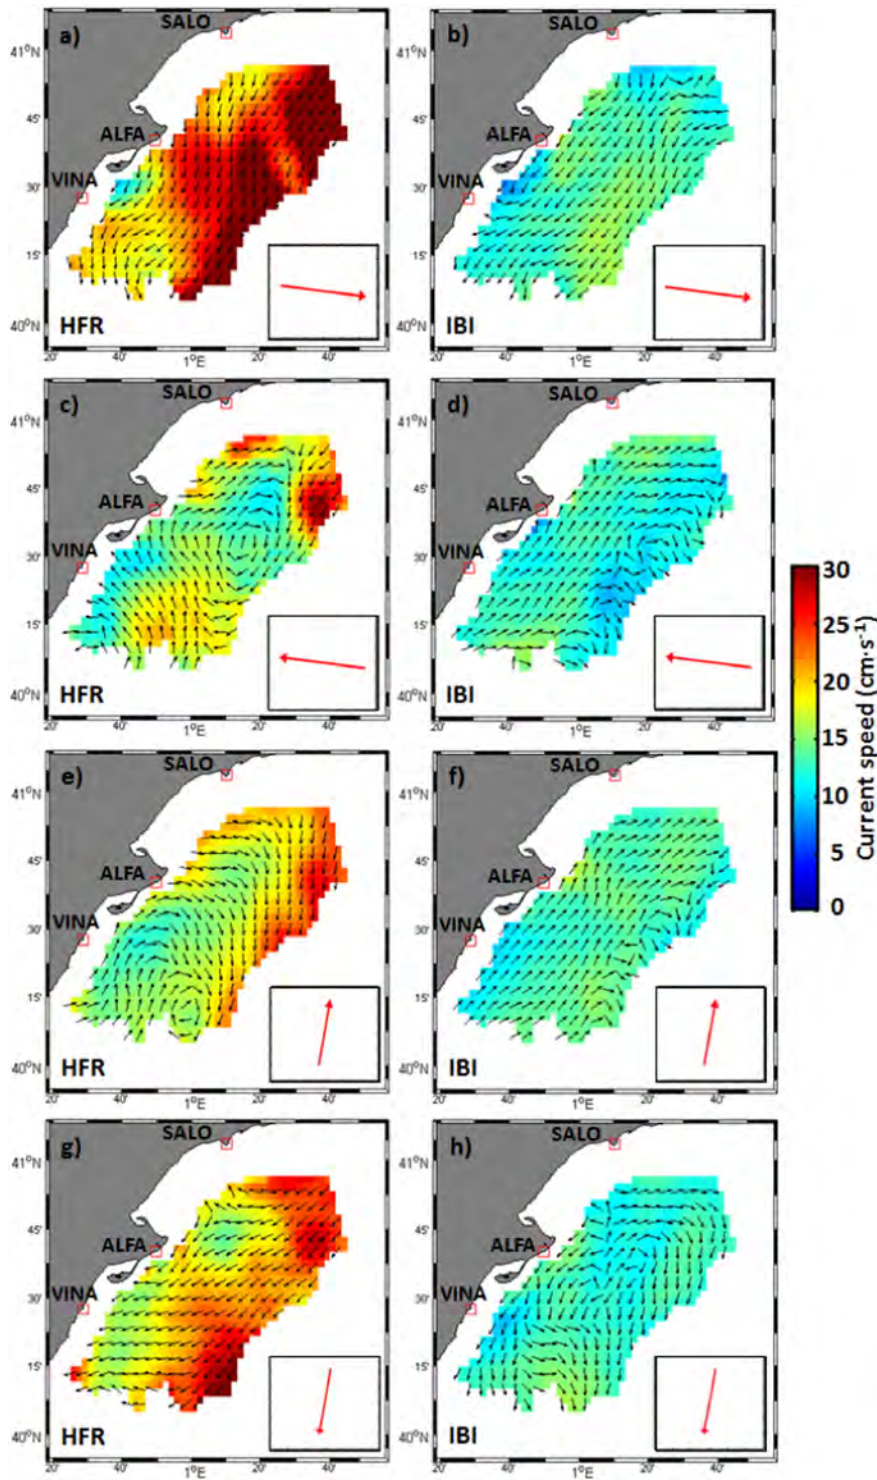 a) SALO
41°N
45'
ALFA
VINA
30'
15'
40°N
HFR
20' 40' 1°E 20' 40'
b) SALO
41°N
45'
ALFA
VINA
30'
15'
40°N
IBI
20' 40' 1°E 20' 40'
c) SALO
41°N
45'
ALFA
VINA
30'
15'
40°N
HFR
20' 40' 1°E 20' 40'
d) SALO
41°N
45'
ALFA
VINA
30'
15'
40°N
IBI
20' 40' 1°E 20' 40'
30
25
20
15
10
5
0
Current speed (cm·s⁻¹)
e) SALO
41°N
45'
ALFA
VINA
30'
15'
40°N
HFR
20' 40' 1°E 20' 40'
f) SALO
41°N
45'
ALFA
VINA
30'
15'
40°N
IBI
20' 40' 1°E 20' 40'
g) SALO
41°N
45'
ALFA
VINA
30'
15'
40°N
HFR
20' 40' 1°E 20' 40'
h) SALO
41°N
45'
ALFA
VINA
30'
15'
40°N
IBI
20' 40' 1°E 20' 40'